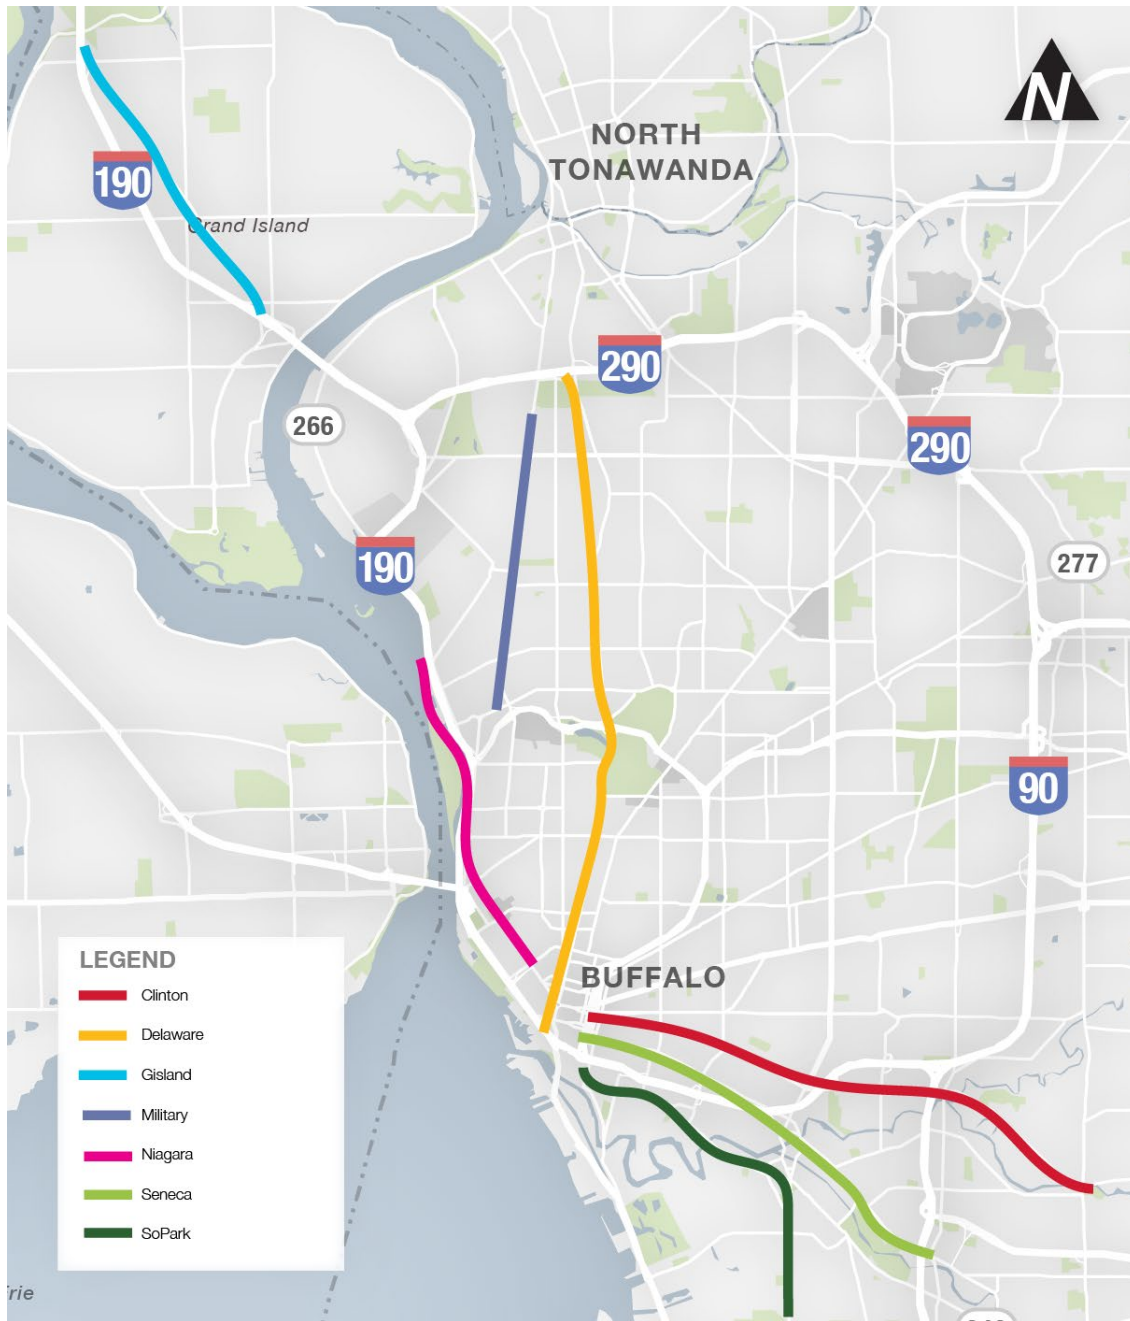 N
NORTH
TONAWANDA
190
Grand Island
290
266
290
190
277
90
BUFFALO
LEGEND
Clinton
Delaware
Gisland
Military
Niagara
Seneca
SoPark
rie